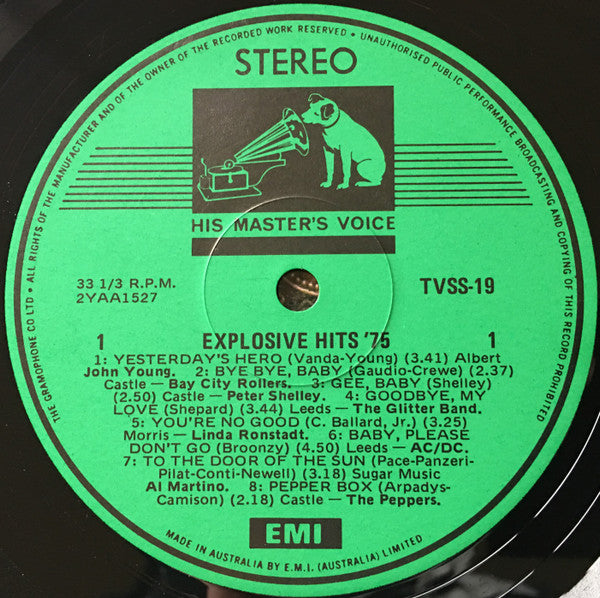 THE GRAMOPHONE CO LTD • ALL RIGHTS OF THE MANUFACTURER AND OF THE OWNER OF THE RECORDED WORK RESERVED • UNAUTHORISED PUBLIC PERFORMANCE BROADCASTING AND COPYING OF THIS RECORD PROHIBITED
STEREO
HIS MASTER'S VOICE
33 1/3 R.P.M.
2YAA1527
TVSS-19
1 EXPLOSIVE HITS '75 1
1: YESTERDAY'S HERO (Vanda-Young) (3.41) Albert
John Young. 2: BYE BYE, BABY (Gaudio-Crewe) (2.37)
Castle – Bay City Rollers. 3: GEE, BABY (Shelley)
(2.50) Castle – Peter Shelley. 4: GOODBYE, MY
LOVE (Shepard) (3.44) Leeds – The Glitter Band.
5: YOU'RE NO GOOD (C. Ballard, Jr.) (3.25)
Morris – Linda Ronstadt. 6: BABY, PLEASE
DON'T GO (Broonzy) (4.50) Leeds – AC/DC.
7: TO THE DOOR OF THE SUN (Pace-Panzeri-
Pilat-Conti-Newell) (3.18) Sugar Music
Al Martino. 8: PEPPER BOX (Arpadys-
Camison) (2.18) Castle – The Peppers.
EMI
MADE IN AUSTRALIA BY E.M.I. (AUSTRALIA) LIMITED